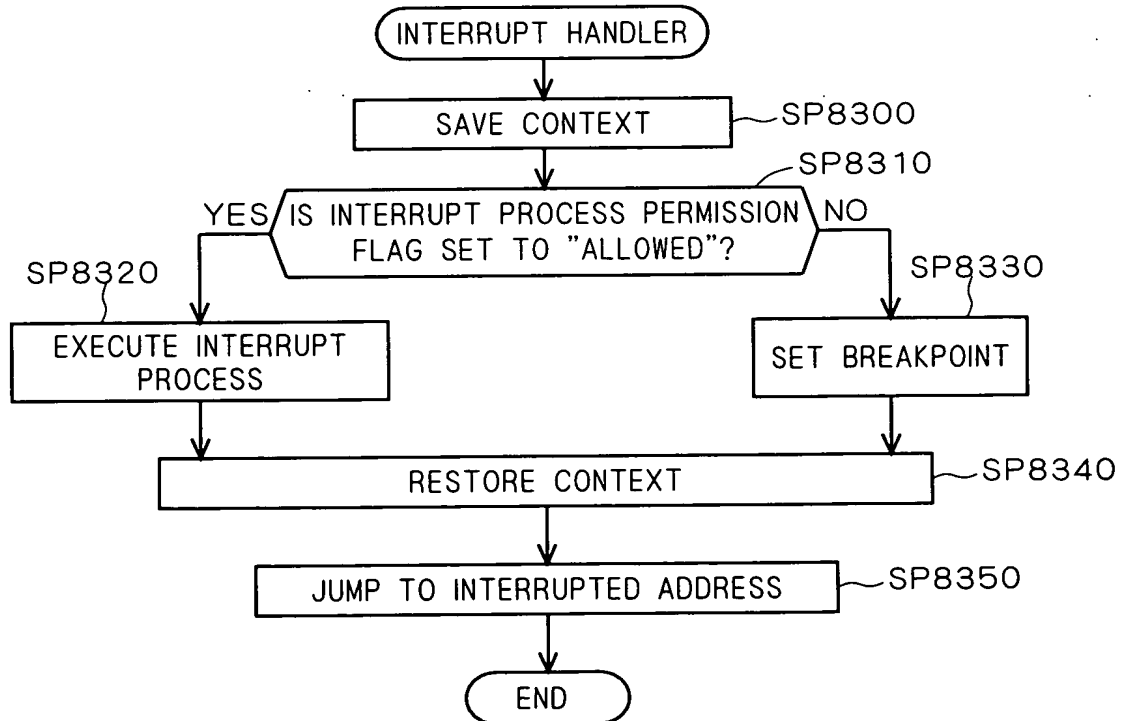 INTERRUPT HANDLER
SAVE CONTEXT
SP8300
SP8310
YES
IS INTERRUPT PROCESS PERMISSION
FLAG SET TO "ALLOWED"?
NO
SP8320
SP8330
EXECUTE INTERRUPT
PROCESS
SET BREAKPOINT
RESTORE CONTEXT
SP8340
JUMP TO INTERRUPTED ADDRESS
SP8350
END